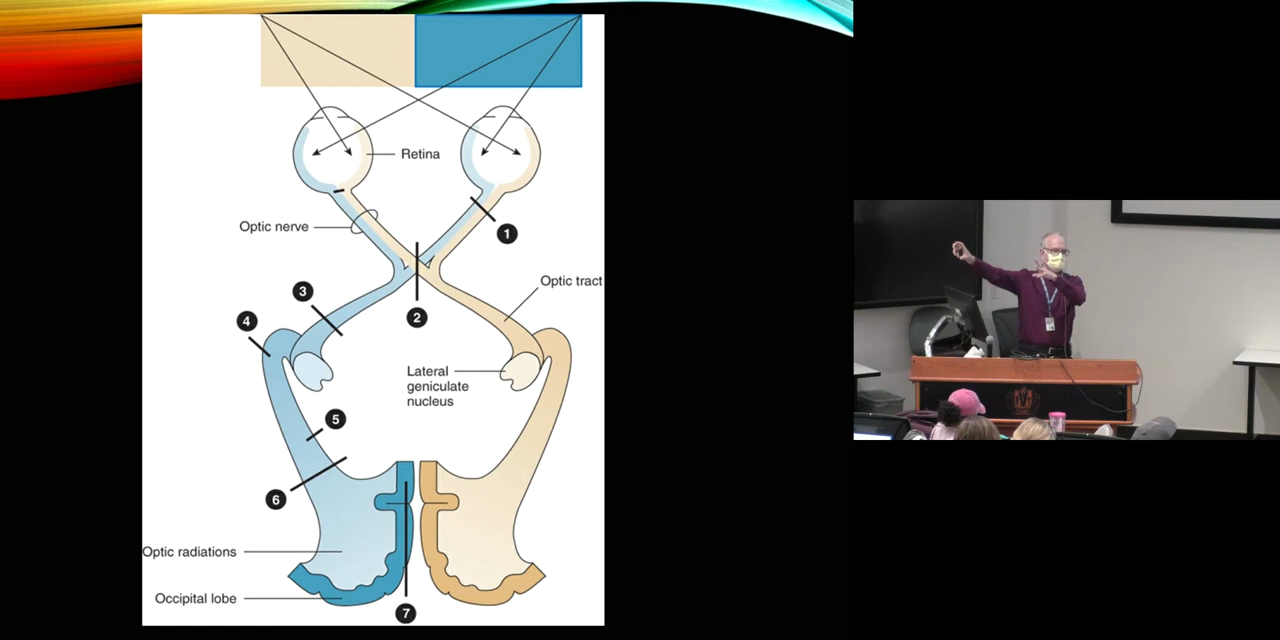 Retina
Optic nerve
1
Optic tract
3
2
4
Lateral
geniculate
nucleus
5
6
Optic radiations
Occipital lobe
7